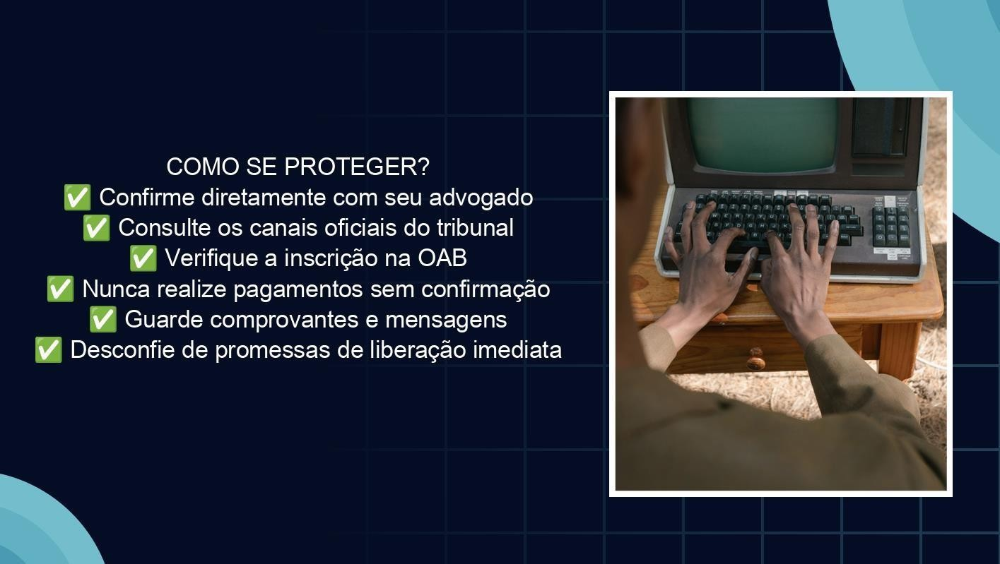 COMO SE PROTEGER?
✅ Confirme diretamente com seu advogado
✅ Consulte os canais oficiais do tribunal
✅ Verifique a inscrição na OAB
✅ Nunca realize pagamentos sem confirmação
✅ Guarde comprovantes e mensagens
✅ Desconfie de promessas de liberação imediata